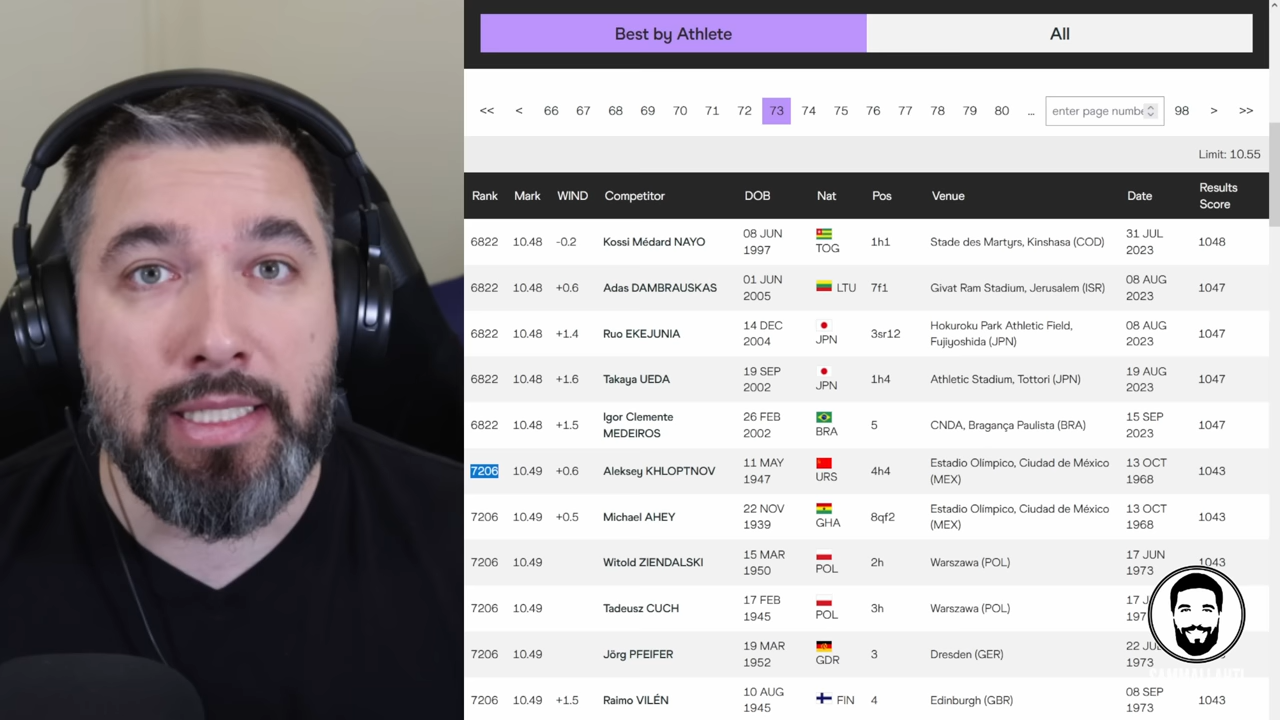 Best by Athlete All
<< < 66 67 68 69 70 71 72 73 74 75 76 77 78 79 80 ... enter page numbe 98 > >>
Limit: 10.55
Rank Mark WIND Competitor DOB Nat Pos Venue Date Results Score
6822 10.48 -0.2 Kossi Médard NAYO 08 JUN 1997 TOG 1h1 Stade des Martyrs, Kinshasa (COD) 31 JUL 2023 1048
6822 10.48 +0.6 Adas DAMBRAUSKAS 01 JUN 2005 LTU 7f1 Givat Ram Stadium, Jerusalem (ISR) 08 AUG 2023 1047
6822 10.48 +1.4 Ruo EKEJUNIA 14 DEC 2004 JPN 3sr12 Hokuroku Park Athletic Field, Fujiyoshida (JPN) 08 AUG 2023 1047
6822 10.48 +1.6 Takaya UEDA 19 SEP 2002 JPN 1h4 Athletic Stadium, Tottori (JPN) 19 AUG 2023 1047
6822 10.48 +1.5 Igor Clemente MEDEIROS 26 FEB 2002 BRA 5 CNDA, Bragança Paulista (BRA) 15 SEP 2023 1047
7206 10.49 +0.6 Aleksey KHLOPTNOV 11 MAY 1947 URS 4h4 Estadio Olímpico, Ciudad de México (MEX) 13 OCT 1968 1043
7206 10.49 +0.5 Michael AHEY 22 NOV 1939 GHA 8qf2 Estadio Olímpico, Ciudad de México (MEX) 13 OCT 1968 1043
7206 10.49 Witold ZIENDALSKI 15 MAR 1950 POL 2h Warszawa (POL) 17 JUN 1973 1043
7206 10.49 Tadeusz CUCH 17 FEB 1945 POL 3h Warszawa (POL) 17
7206 10.49 Jörg PFEIFER 19 MAR 1952 GDR 3 Dresden (GER) 22 1973
7206 10.49 +1.5 Raimo VILÉN 10 AUG 1945 FIN 4 Edinburgh (GBR) 08 SEP 1973 1043